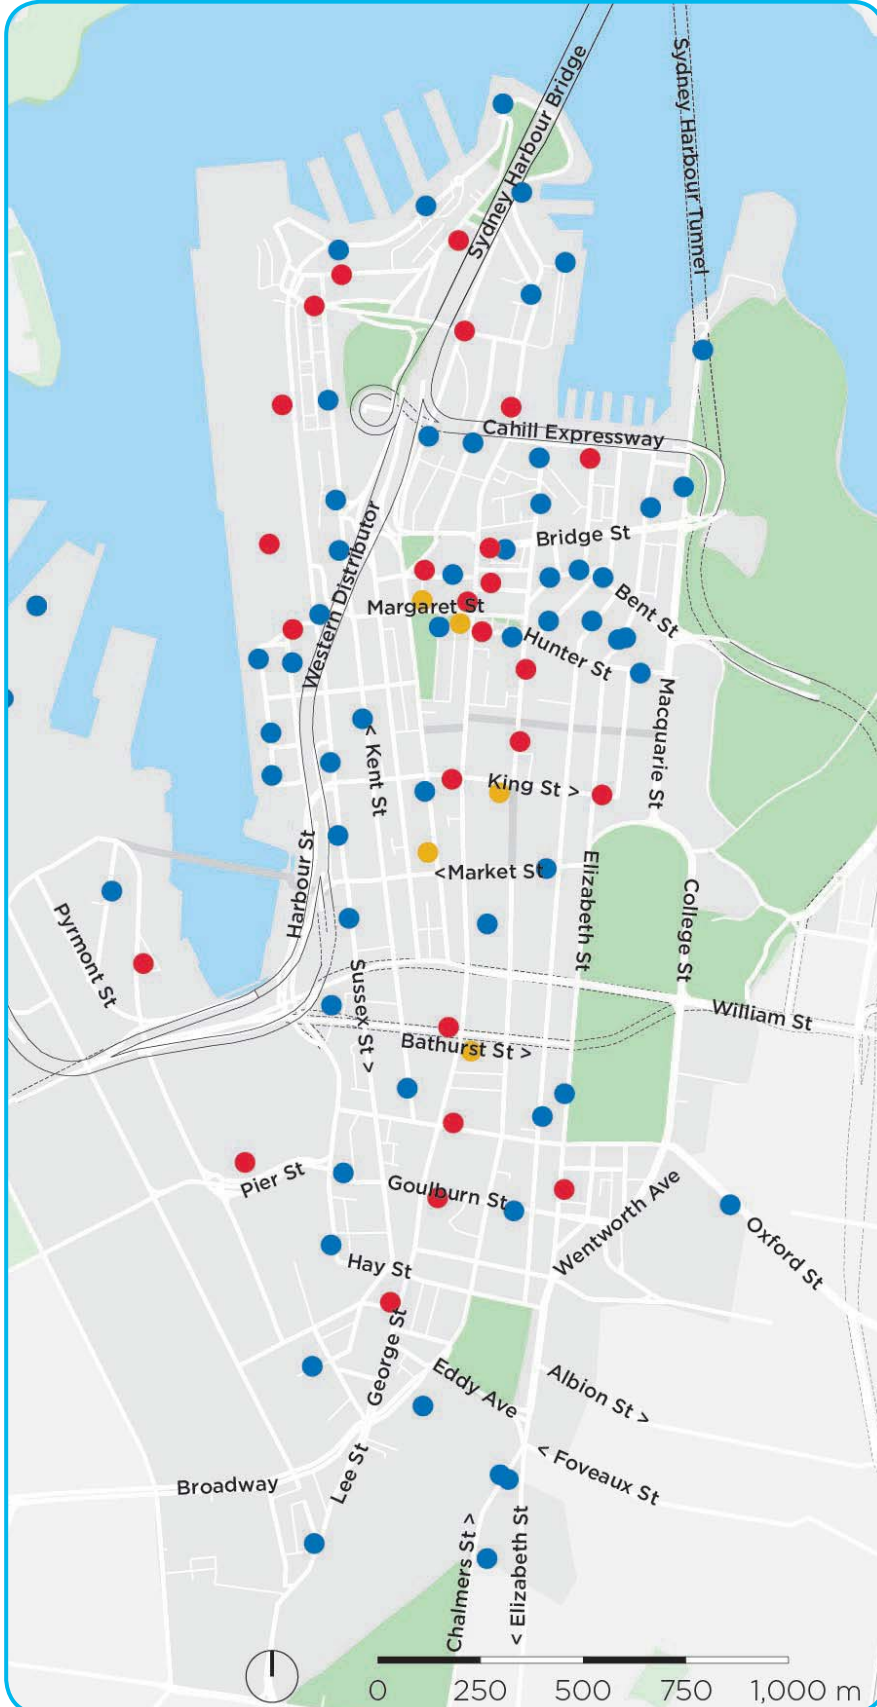 Sydney Harbour Bridge
Sydney Harbour Tunnel
Cahill Expressway
Western Distributor
Bridge St
Margaret St
Bent St
Hunter St
Macquarie St
< Kent St
King St >
Harbour St
<Market St
Elizabeth St
College St
Pyrmont St
Sussex St >
William St
Bathurst St >
Pier St
Goulburn St
Wentworth Ave
Oxford St
Hay St
George St
Eddy Ave
Albion St >
< Foveaux St
Broadway
Lee St
Chalmers St >
< Elizabeth St
0 250 500 750 1,000 m